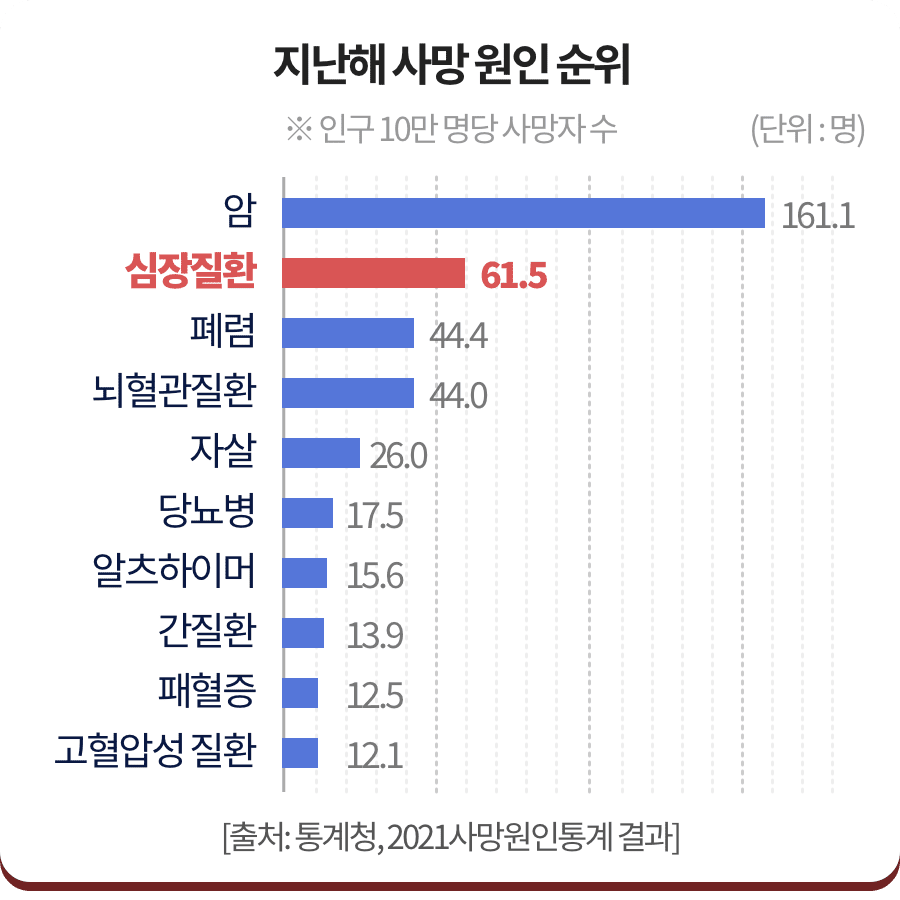 지난해 사망 원인 순위
※ 인구 10만 명당 사망자 수 (단위 : 명)
암 161.1
심장질환 61.5
폐렴 44.4
뇌혈관질환 44.0
자살 26.0
당뇨병 17.5
알츠하이머 15.6
간질환 13.9
패혈증 12.5
고혈압성 질환 12.1
[출처: 통계청, 2021사망원인통계 결과]